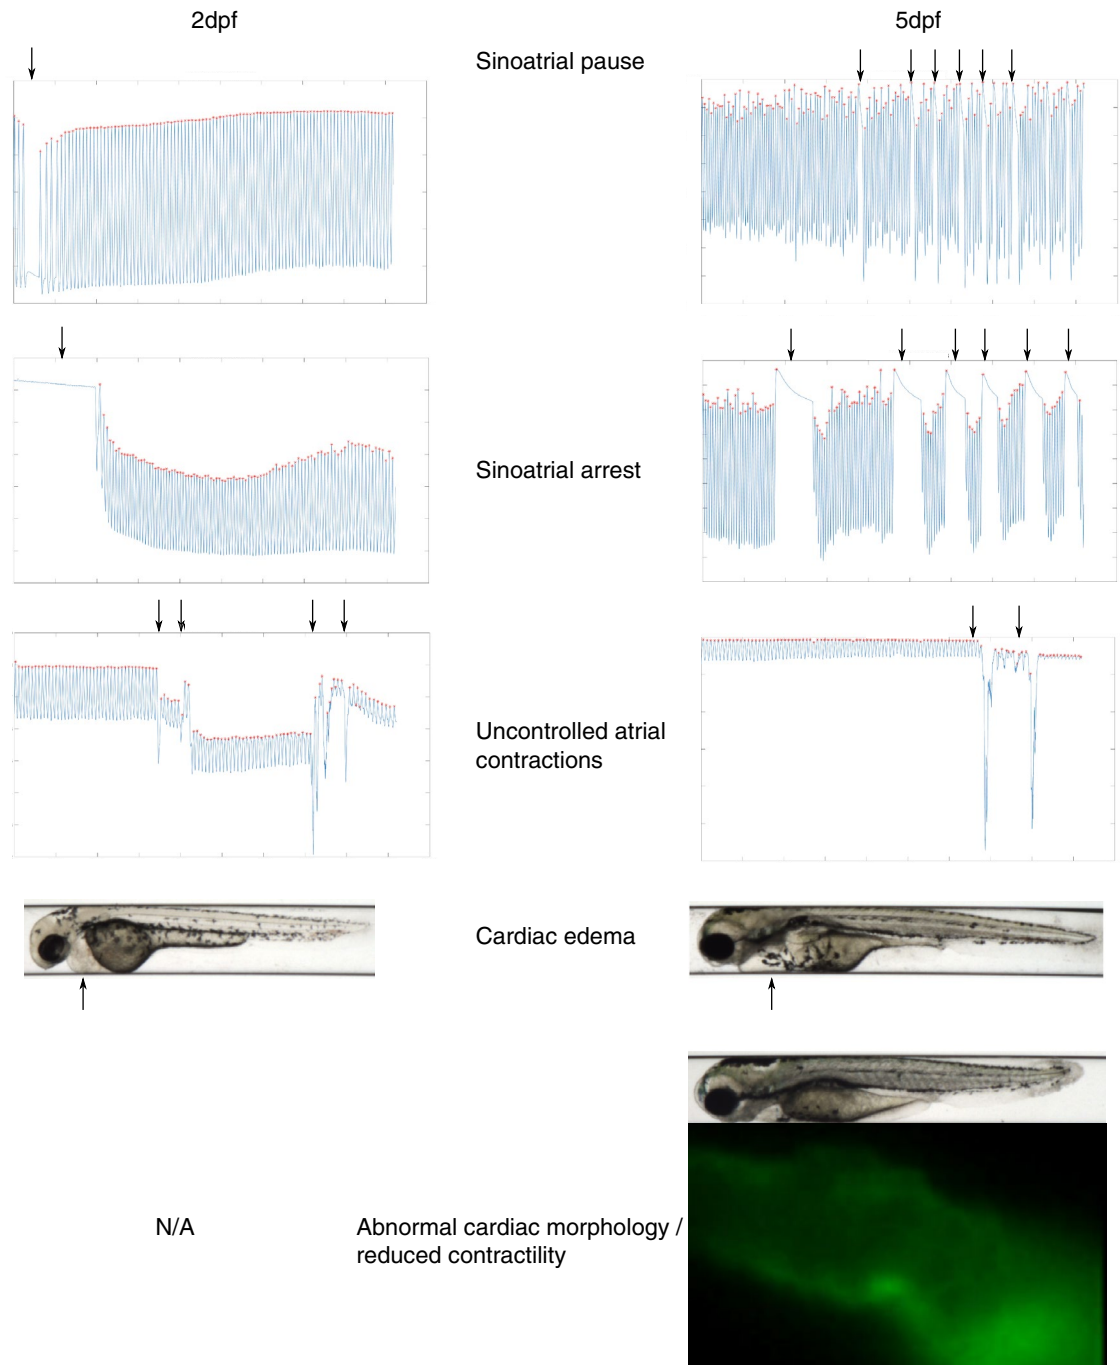 2dpf
5dpf
Sinoatrial pause
Sinoatrial arrest
Uncontrolled atrial
contractions
Cardiac edema
N/A
Abnormal cardiac morphology /
reduced contractility